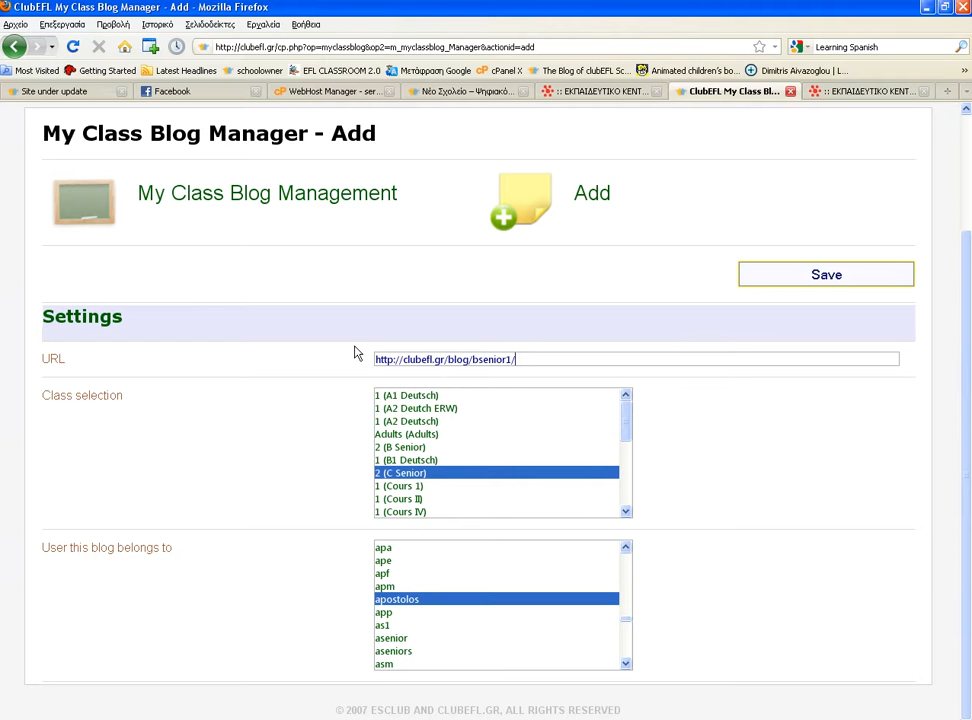 ClubEFL My Class Blog Manager - Add - Mozilla Firefox
Αρχείο Επεξεργασία Προβολή Ιστορικό Σελιδοδείκτες Εργαλεία Βοήθεια
http://clubefl.gr/cp.php?op=myclassblog&op2=m_myclassblog_Manager&actionid=add
Learning Spanish
Most Visited Getting Started Latest Headlines schoolowner EFL CLASSROOM 2.0 Μετάφραση Google cPanel X The Blog of clubEFL Sc... Animated children's bo... Dimitris Aivazoglou | L...
Site under update Facebook WebHost Manager - ser... Νέο Σχολείο – Ψηφιακό... :: ΕΚΠΑΙΔΕΥΤΙΚΟ ΚΕΝΤ... ClubEFL My Class Bl... :: ΕΚΠΑΙΔΕΥΤΙΚΟ ΚΕΝΤ...
My Class Blog Manager - Add
My Class Blog Management
Add
Save
Settings
URL
http://clubefl.gr/blog/bsenior1/
Class selection
1 (A1 Deutsch)
1 (A2 Deutch ERW)
1 (A2 Deutsch)
Adults (Adults)
2 (B Senior)
1 (B1 Deutsch)
2 (C Senior)
1 (Cours 1)
1 (Cours II)
1 (Cours IV)
User this blog belongs to
apa
ape
apf
apm
apostolos
app
as1
asenior
aseniors
asm
© 2007 ESCLUB AND CLUBEFL.GR, ALL RIGHTS RESERVED